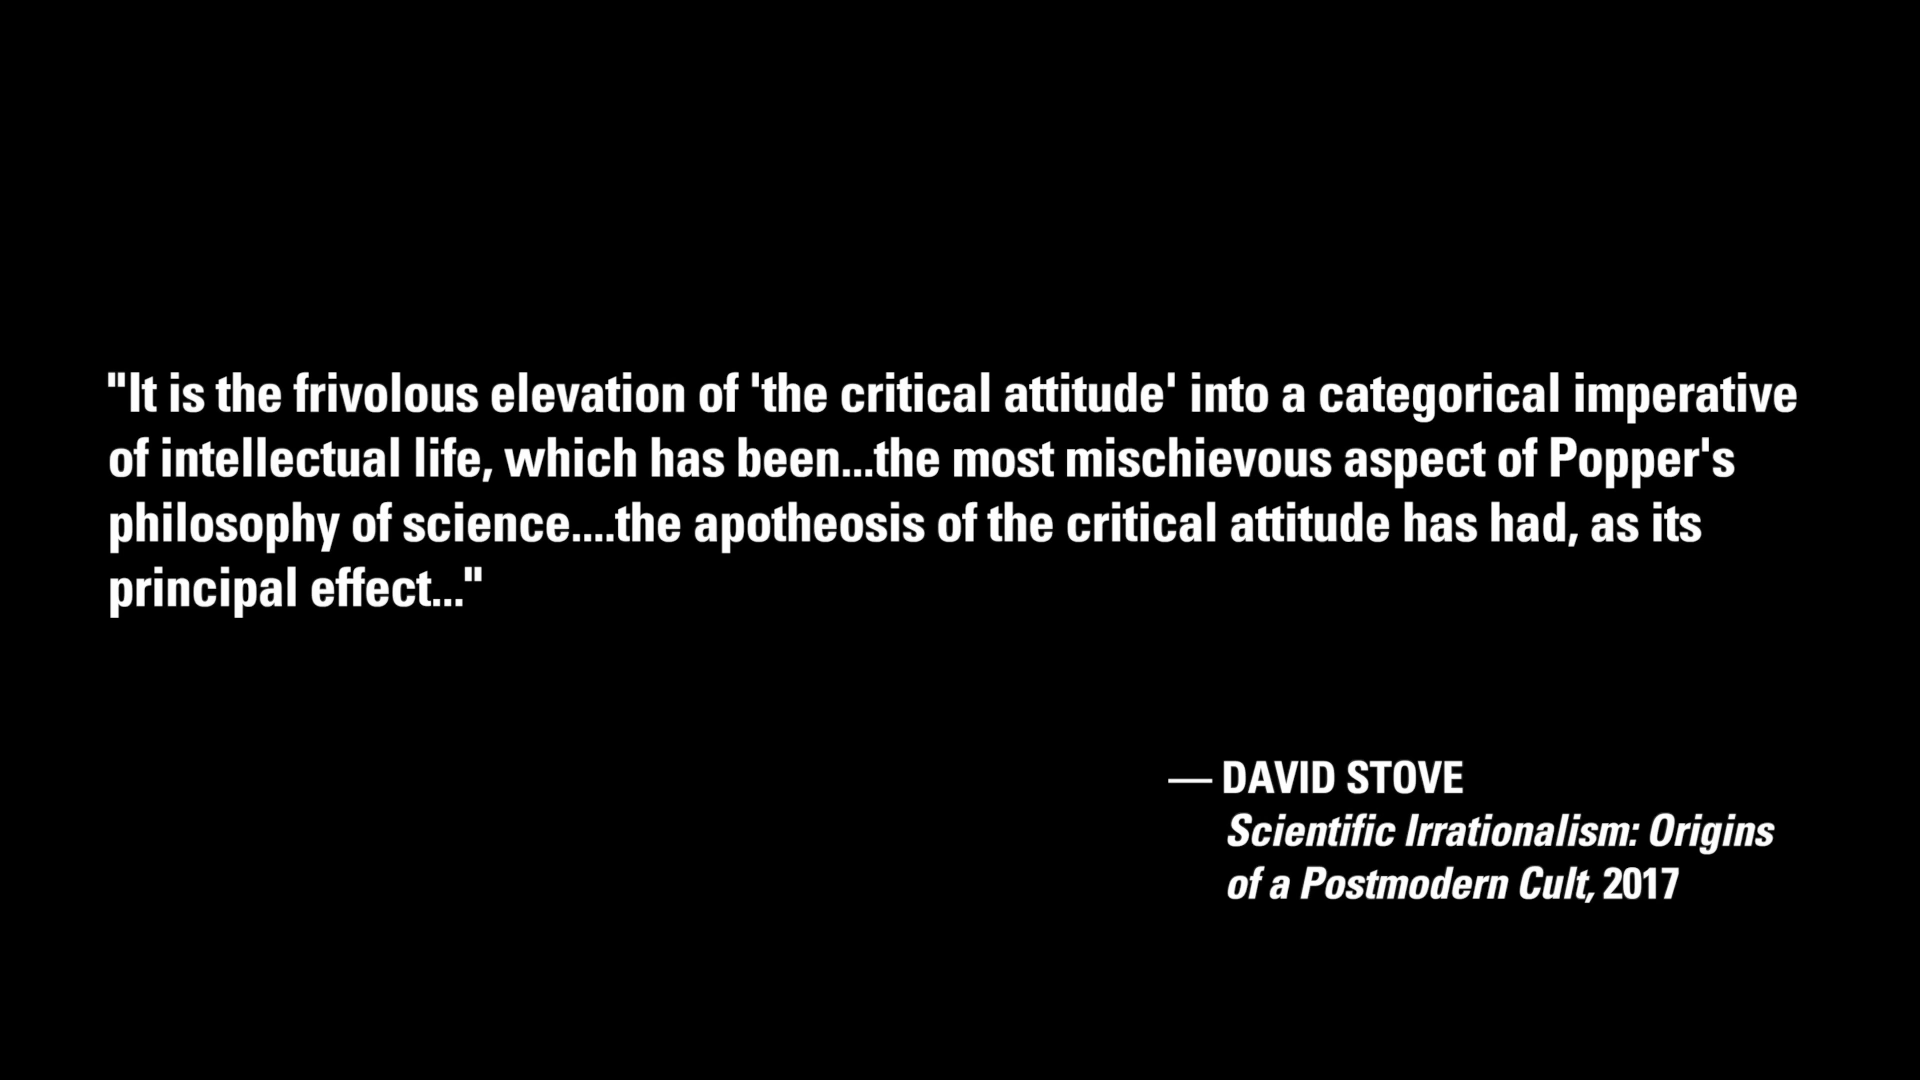 "It is the frivolous elevation of 'the critical attitude' into a categorical imperative
of intellectual life, which has been...the most mischievous aspect of Popper's
philosophy of science....the apotheosis of the critical attitude has had, as its
principal effect..."
— DAVID STOVE
Scientific Irrationalism: Origins
of a Postmodern Cult, 2017